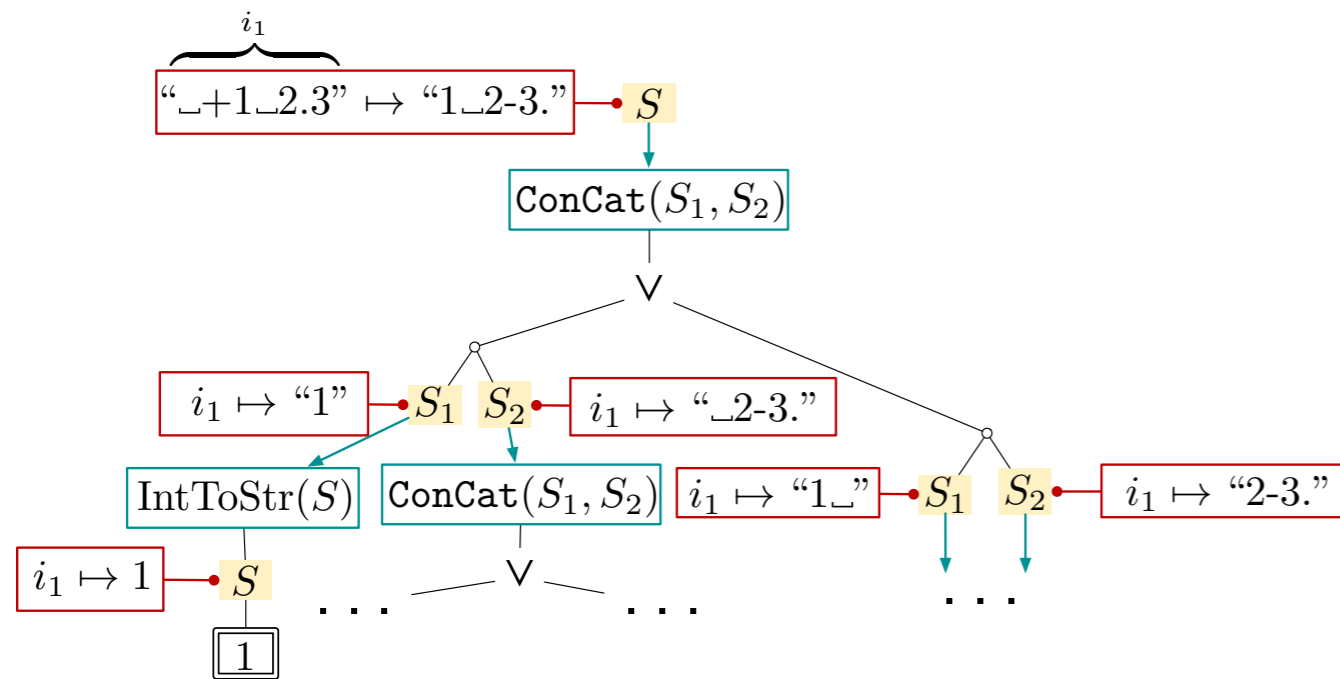 i₁
“␣+1␣2.3” ↦ “1␣2-3.” S
ConCat(S₁, S₂)
∨
i₁ ↦ “1” S₁ S₂ i₁ ↦ “␣2-3.”
IntToStr(S) ConCat(S₁, S₂) i₁ ↦ “1␣” S₁ S₂ i₁ ↦ “2-3.”
i₁ ↦ 1 S . . . ∨ . . . . . .
1